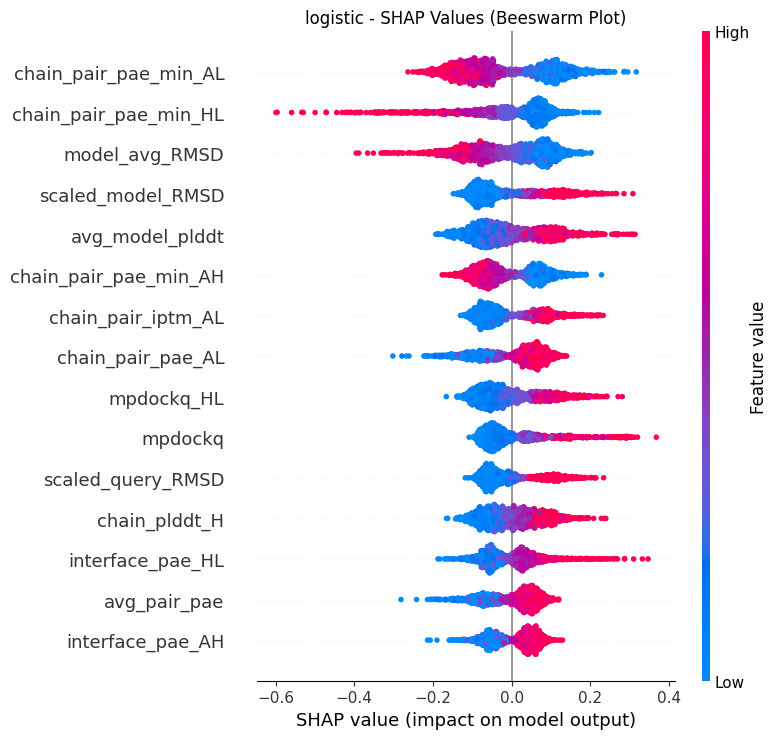 logistic - SHAP Values (Beeswarm Plot)
High
chain_pair_pae_min_AL
chain_pair_pae_min_HL
model_avg_RMSD
scaled_model_RMSD
avg_model_plddt
chain_pair_pae_min_AH
chain_pair_iptm_AL
chain_pair_pae_AL
mpdockq_HL
mpdockq
scaled_query_RMSD
chain_plddt_H
interface_pae_HL
avg_pair_pae
interface_pae_AH
Feature value
Low
−0.6 −0.4 −0.2 0.0 0.2 0.4
SHAP value (impact on model output)